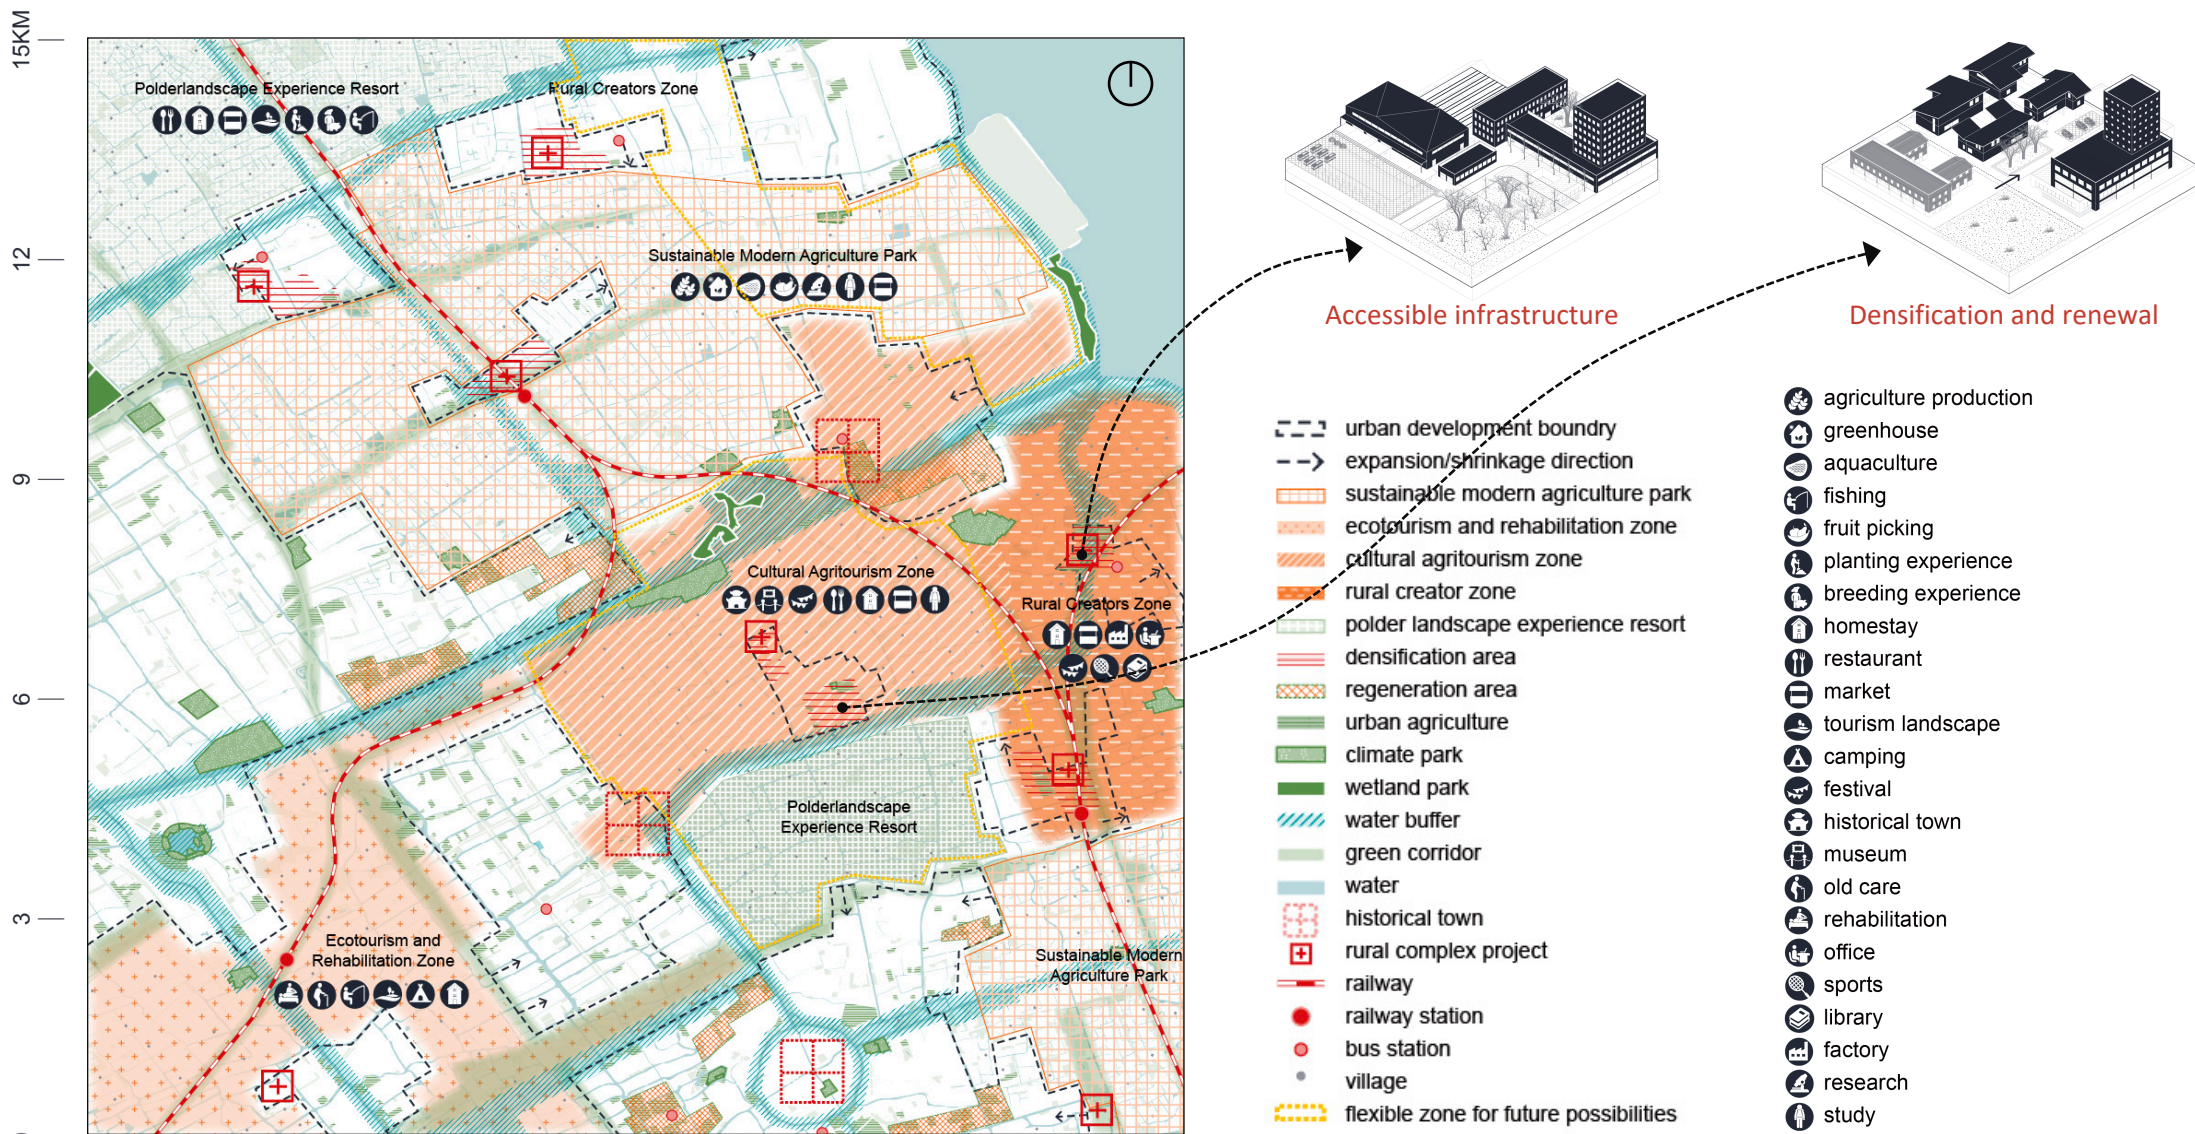 15KM
12
9
6
3
Polderlandscape Experience Resort
Rural Creators Zone
Sustainable Modern Agriculture Park
Cultural Agritourism Zone
Rural Creators Zone
Polderlandscape
Experience Resort
Ecotourism and
Rehabilitation Zone
Sustainable Modern
Agriculture Park
Accessible infrastructure
Densification and renewal
urban development boundry
expansion/shrinkage direction
sustainable modern agriculture park
ecotourism and rehabilitation zone
cultural agritourism zone
rural creator zone
polder landscape experience resort
densification area
regeneration area
urban agriculture
climate park
wetland park
water buffer
green corridor
water
historical town
rural complex project
railway
railway station
bus station
village
flexible zone for future possibilities
agriculture production
greenhouse
aquaculture
fishing
fruit picking
planting experience
breeding experience
homestay
restaurant
market
tourism landscape
camping
festival
historical town
museum
old care
rehabilitation
office
sports
library
factory
research
study